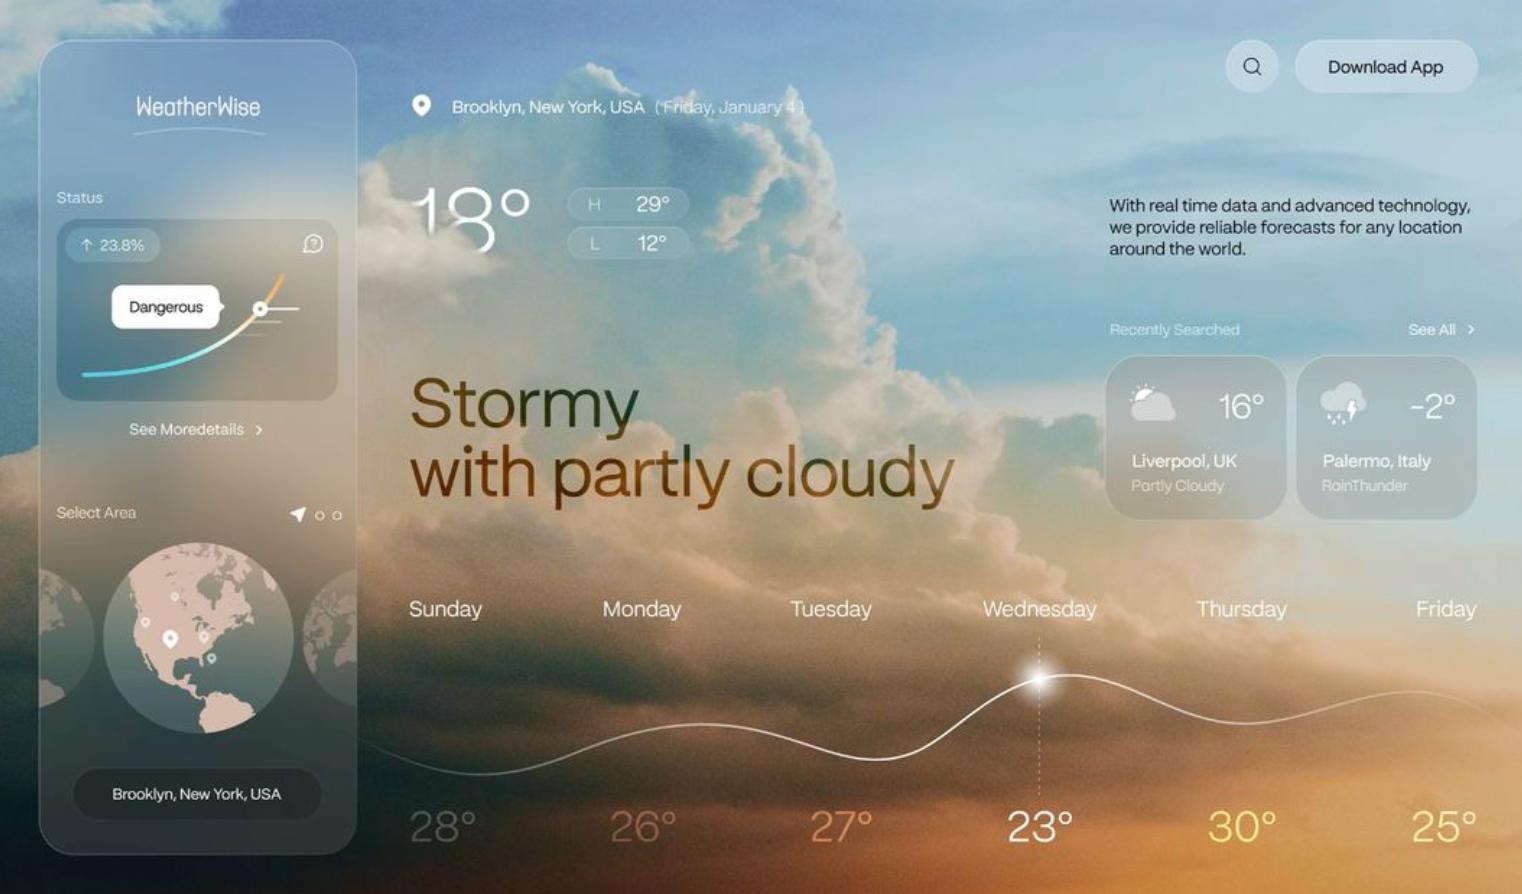 WeatherWise
Status
↑ 23.8%
?
Dangerous
See Moredetails >
Select Area
Brooklyn, New York, USA
Brooklyn, New York, USA (Friday, January 4)
18°
H 29°
L 12°
Stormy
with partly cloudy
Download App
With real time data and advanced technology,
we provide reliable forecasts for any location
around the world.
Recently Searched
See All >
16°
Liverpool, UK
Partly Cloudy
-2°
Palermo, Italy
RainThunder
Sunday Monday Tuesday Wednesday Thursday Friday
28° 26° 27° 23° 30° 25°